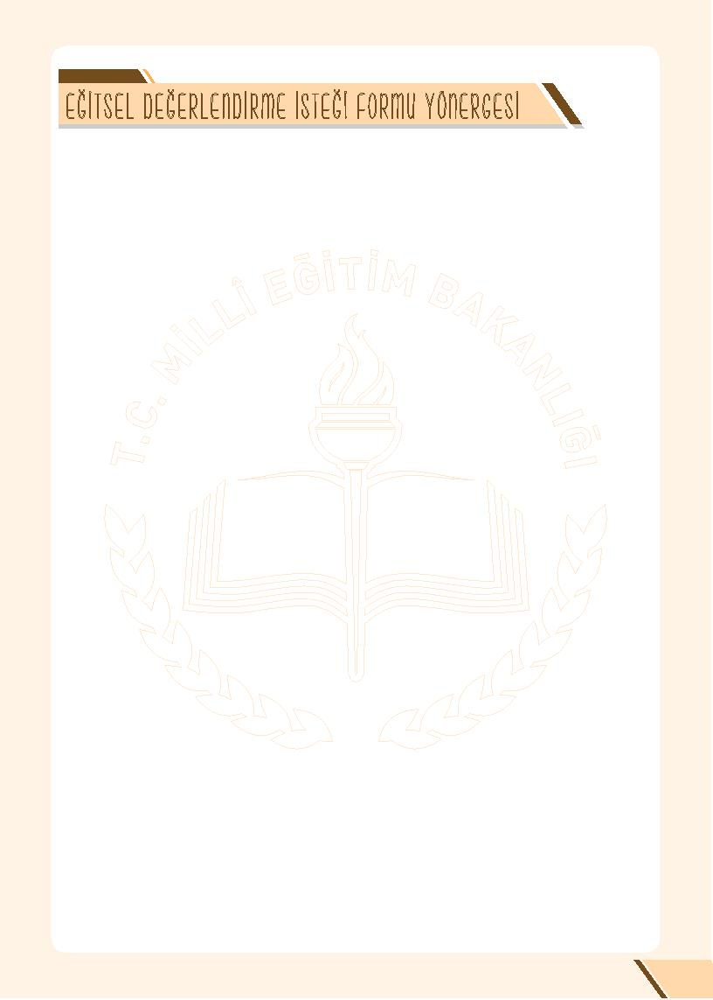 EĞİTSEL DEĞERLENDİRME İSTEĞİ FORMU YÖNERGESİ
T.C. MİLLÎ EĞİTİM BAKANLIĞI